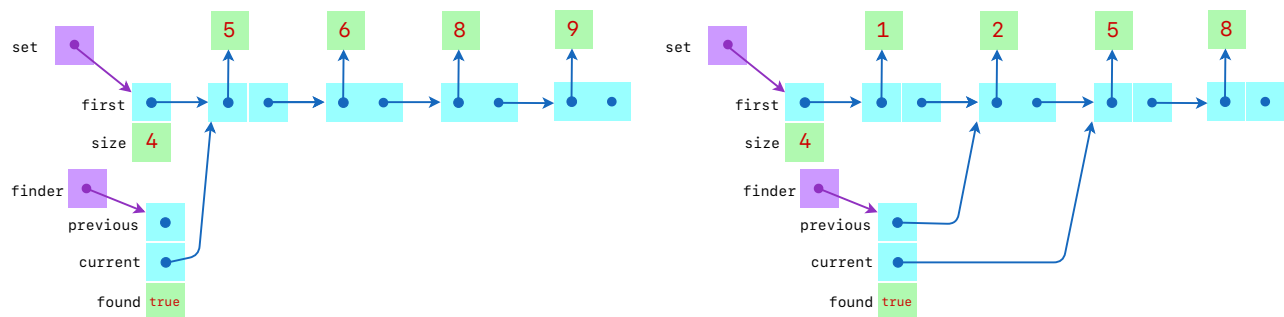 5 6 8 9
set
first
size 4
finder
previous
current
found true
1 2 5 8
set
first
size 4
finder
previous
current
found true